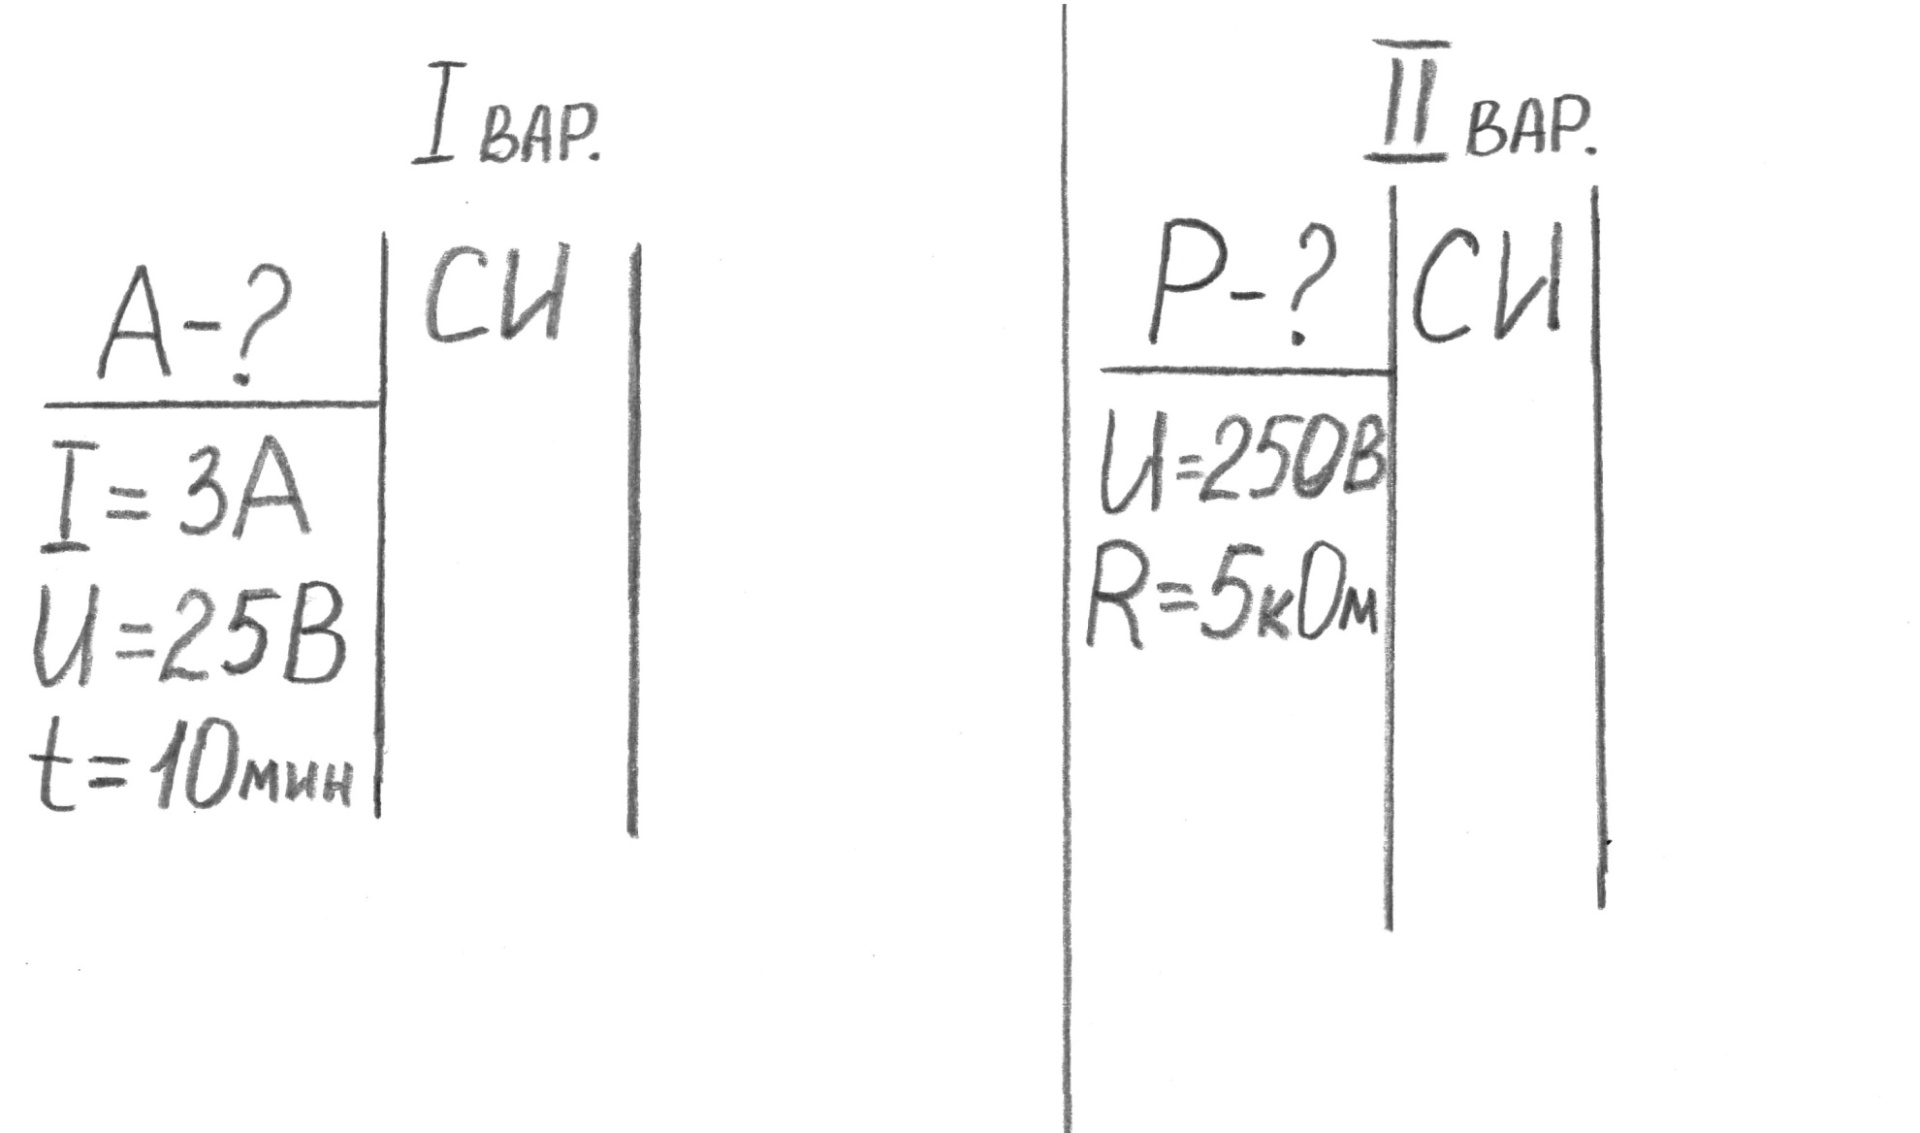 I ВАР.
А-?
СИ
I = 3А
U = 25В
t = 10мин
II ВАР.
Р-?
СИ
U = 250В
R = 5кОм